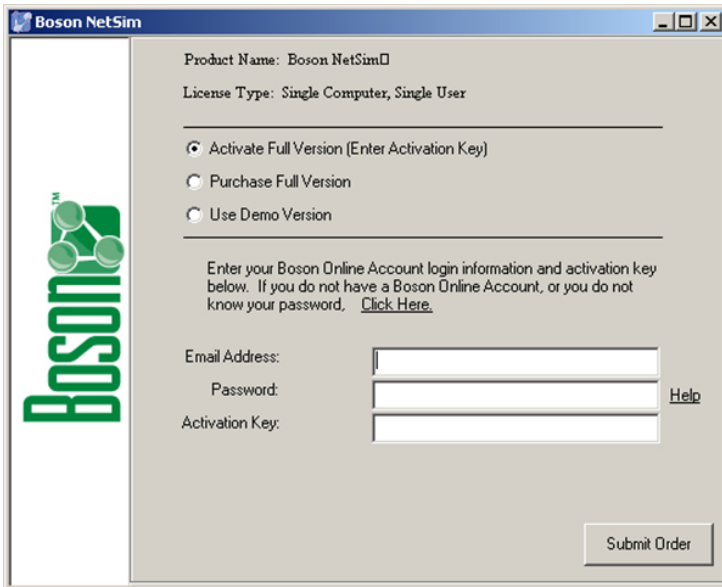 Boson NetSim
Product Name: Boson NetSim□
License Type: Single Computer, Single User
Activate Full Version (Enter Activation Key)
Purchase Full Version
Use Demo Version
Enter your Boson Online Account login information and activation key
below. If you do not have a Boson Online Account, or you do not
know your password, Click Here.
Email Address:
Password:
Help
Activation Key:
Submit Order
Boson™